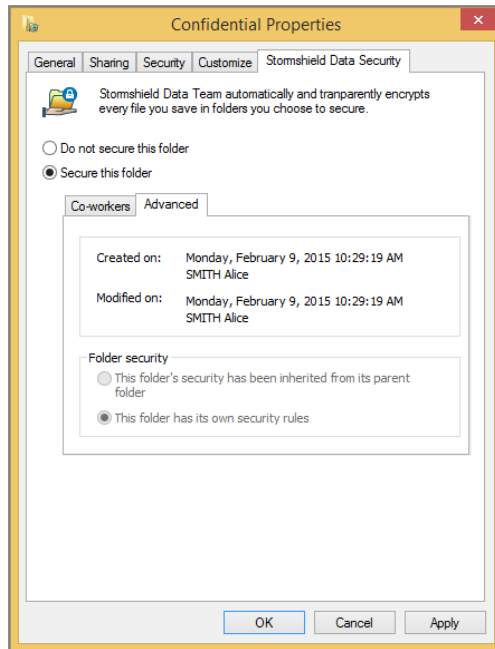 Confidential Properties
General Sharing Security Customize Stormshield Data Security
Stormshield Data Team automatically and tranparently encrypts
every file you save in folders you choose to secure.
Do not secure this folder
Secure this folder
Co-workers Advanced
Created on: Monday, February 9, 2015 10:29:19 AM
SMITH Alice
Modified on: Monday, February 9, 2015 10:29:19 AM
SMITH Alice
Folder security
This folder's security has been inherited from its parent
folder
This folder has its own security rules
OK Cancel Apply